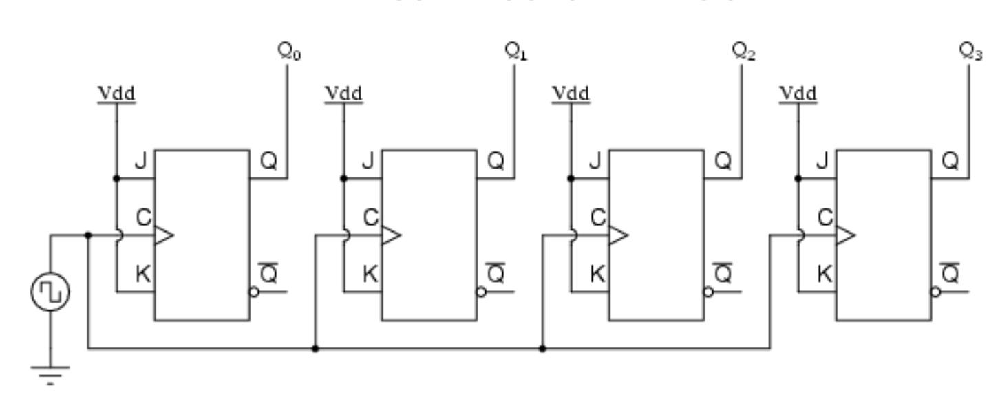 Q₀ Q₁ Q₂ Q₃
Vdd Vdd Vdd Vdd
J Q J Q J Q J Q
C C C C
K Q̅ K Q̅ K Q̅ K Q̅